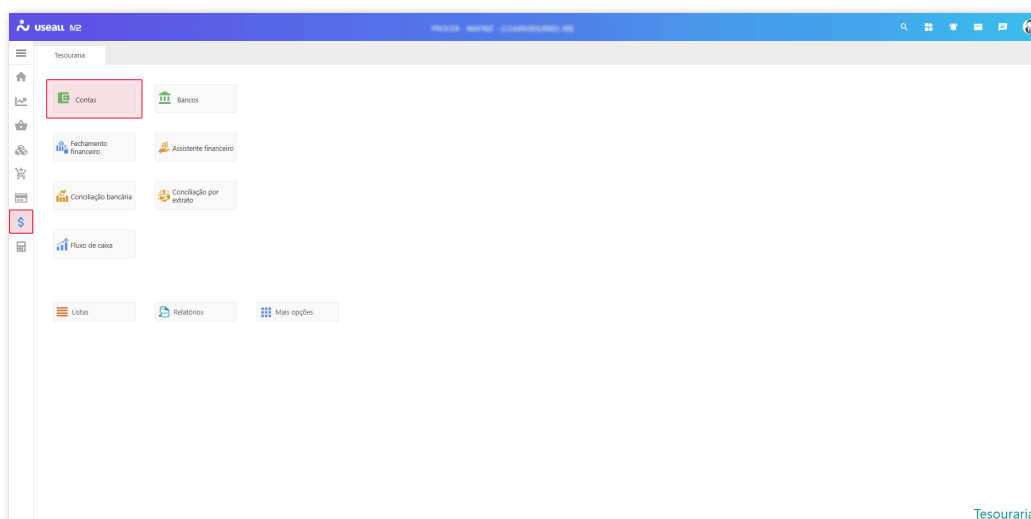 useall M2
Tesouraria
Contas
Bancos
Fechamento
financeiro
Assistente financeiro
Conciliação bancária
Conciliação por
extrato
Fluxo de caixa
Listas
Relatórios
Mais opções
Tesouraria